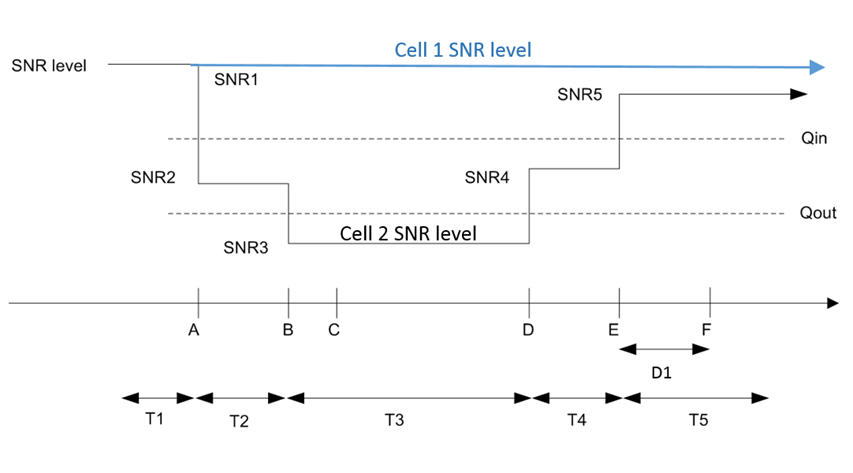 Cell 1 SNR level
SNR level
SNR1
SNR5
Qin
SNR2
SNR4
Qout
Cell 2 SNR level
SNR3
A B C D E F
D1
T1 T2 T3 T4 T5